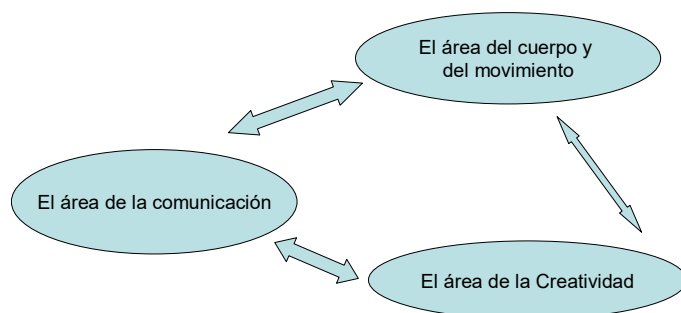 El área del cuerpo y
del movimiento
El área de la comunicación
El área de la Creatividad